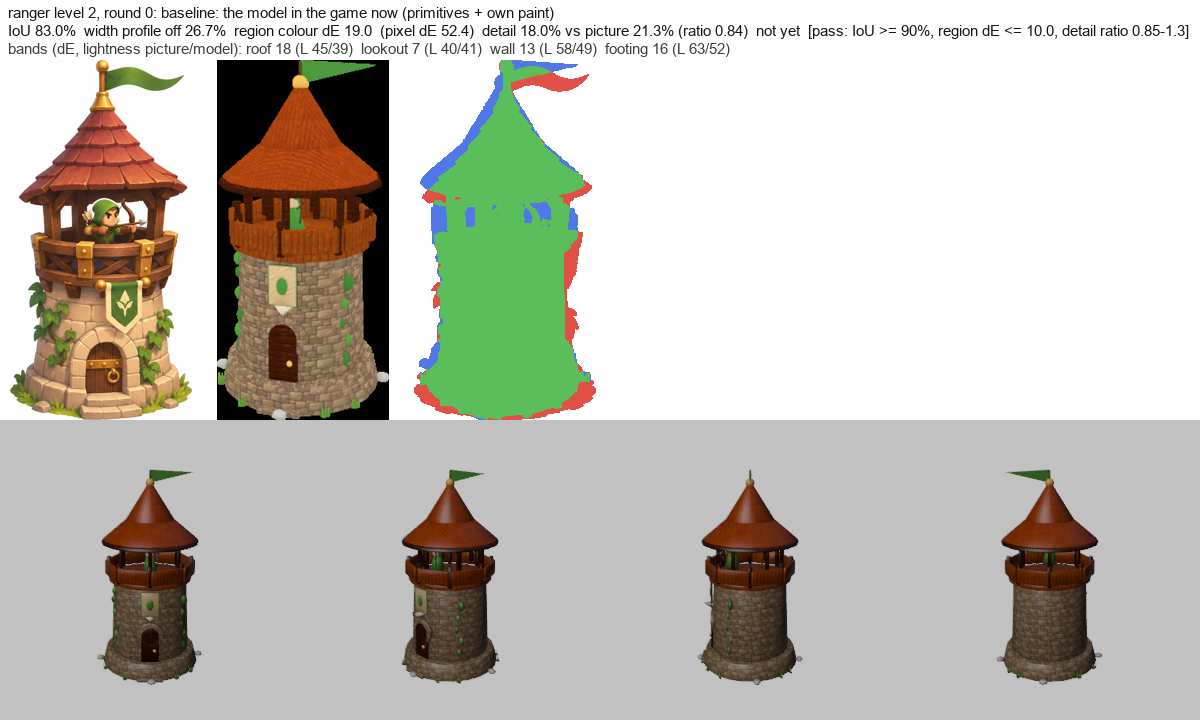 ranger level 2, round 0: baseline: the model in the game now (primitives + own paint)
IoU 83.0%  width profile off 26.7%  region colour dE 19.0  (pixel dE 52.4)  detail 18.0% vs picture 21.3% (ratio 0.84)  not yet  [pass: IoU >= 90%, region dE <= 10.0, detail ratio 0.85-1.3]
bands (dE, lightness picture/model): roof 18 (L 45/39)  lookout 7 (L 40/41)  wall 13 (L 58/49)  footing 16 (L 63/52)